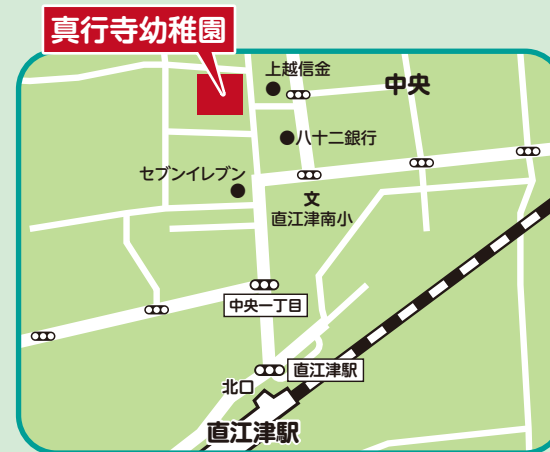 真行寺幼稚園
上越信金
中央
八十二銀行
セブンイレブン
文
直江津南小
中央一丁目
直江津駅
北口
直江津駅